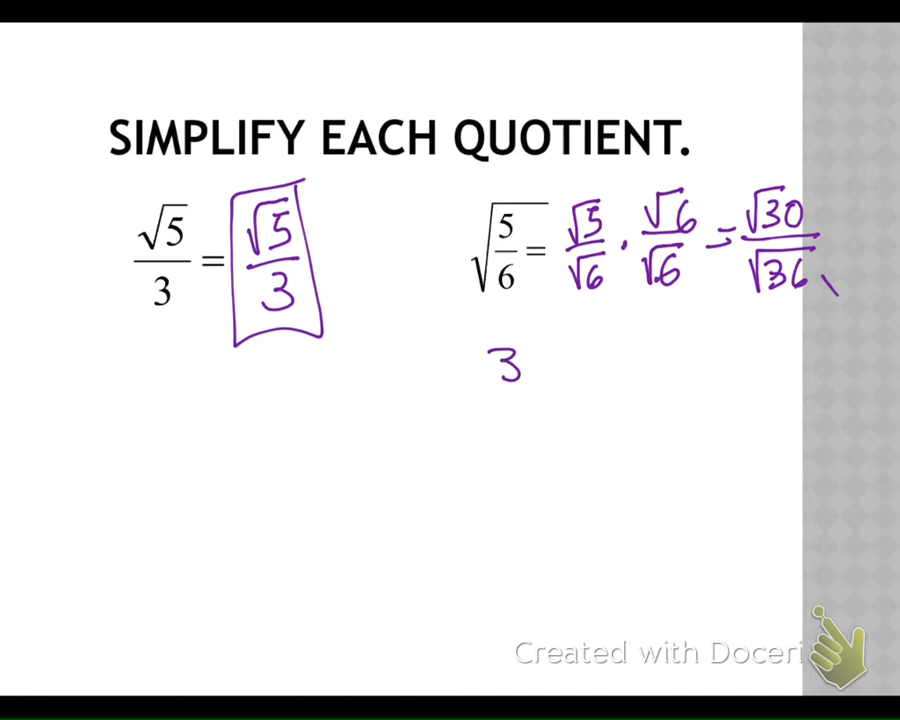 SIMPLIFY EACH QUOTIENT.
√5/3 = √5/3
√(5/6) = √5/√6 · √6/√6 = √30/√36
3
Created with Doceri